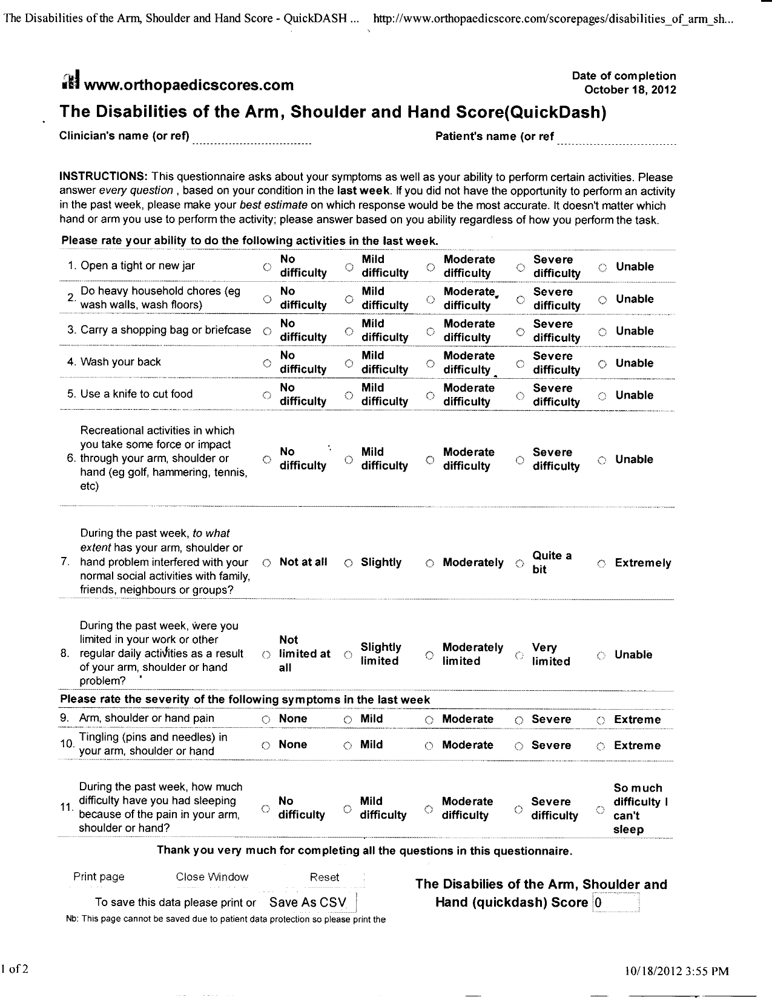 The Disabilities of the Arm, Shoulder and Hand Score - QuickDASH ... http://www.orthopaedicscore.com/scorepages/disabilities_of_arm_sh...
www.orthopaedicscores.com
Date of completion
October 18, 2012
The Disabilities of the Arm, Shoulder and Hand Score(QuickDash)
Clinician's name (or ref)
Patient's name (or ref
INSTRUCTIONS: This questionnaire asks about your symptoms as well as your ability to perform certain activities. Please
answer every question , based on your condition in the last week. If you did not have the opportunity to perform an activity
in the past week, please make your best estimate on which response would be the most accurate. It doesn't matter which
hand or arm you use to perform the activity; please answer based on you ability regardless of how you perform the task.
Please rate your ability to do the following activities in the last week.
1. Open a tight or new jar
No difficulty
Mild difficulty
Moderate difficulty
Severe difficulty
Unable
2. Do heavy household chores (eg
wash walls, wash floors)
No difficulty
Mild difficulty
Moderate difficulty
Severe difficulty
Unable
3. Carry a shopping bag or briefcase
No difficulty
Mild difficulty
Moderate difficulty
Severe difficulty
Unable
4. Wash your back
No difficulty
Mild difficulty
Moderate difficulty
Severe difficulty
Unable
5. Use a knife to cut food
No difficulty
Mild difficulty
Moderate difficulty
Severe difficulty
Unable
Recreational activities in which
you take some force or impact
6. through your arm, shoulder or
hand (eg golf, hammering, tennis,
etc)
No difficulty
Mild difficulty
Moderate difficulty
Severe difficulty
Unable
During the past week, to what
extent has your arm, shoulder or
7. hand problem interfered with your
normal social activities with family,
friends, neighbours or groups?
Not at all
Slightly
Moderately
Quite a bit
Extremely
During the past week, were you
limited in your work or other
8. regular daily activities as a result
of your arm, shoulder or hand
problem?
Not limited at all
Slightly limited
Moderately limited
Very limited
Unable
Please rate the severity of the following symptoms in the last week
9. Arm, shoulder or hand pain
None
Mild
Moderate
Severe
Extreme
10. Tingling (pins and needles) in
your arm, shoulder or hand
None
Mild
Moderate
Severe
Extreme
During the past week, how much
11. difficulty have you had sleeping
because of the pain in your arm,
shoulder or hand?
No difficulty
Mild difficulty
Moderate difficulty
Severe difficulty
So much difficulty I can't sleep
Thank you very much for completing all the questions in this questionnaire.
Print page Close Window Reset
To save this data please print or Save As CSV
Nb: This page cannot be saved due to patient data protection so please print the
The Disabilies of the Arm, Shoulder and
Hand (quickdash) Score 0
1 of 2
10/18/2012 3:55 PM